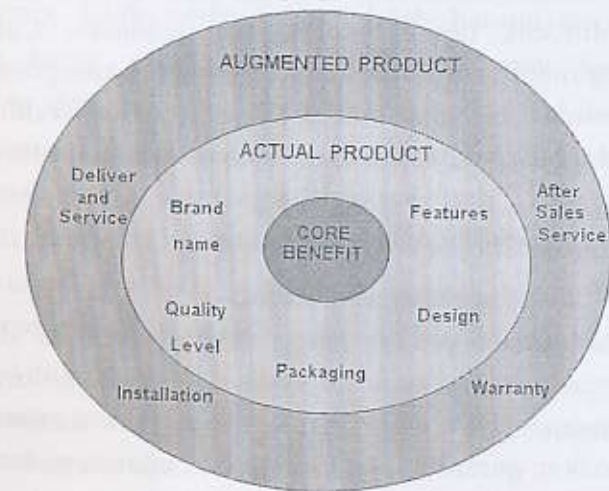 AUGMENTED PRODUCT
ACTUAL PRODUCT
Deliver
and
Service
Brand
name
CORE
BENEFIT
Features
After
Sales
Service
Quality
Level
Design
Packaging
Installation
Warranty